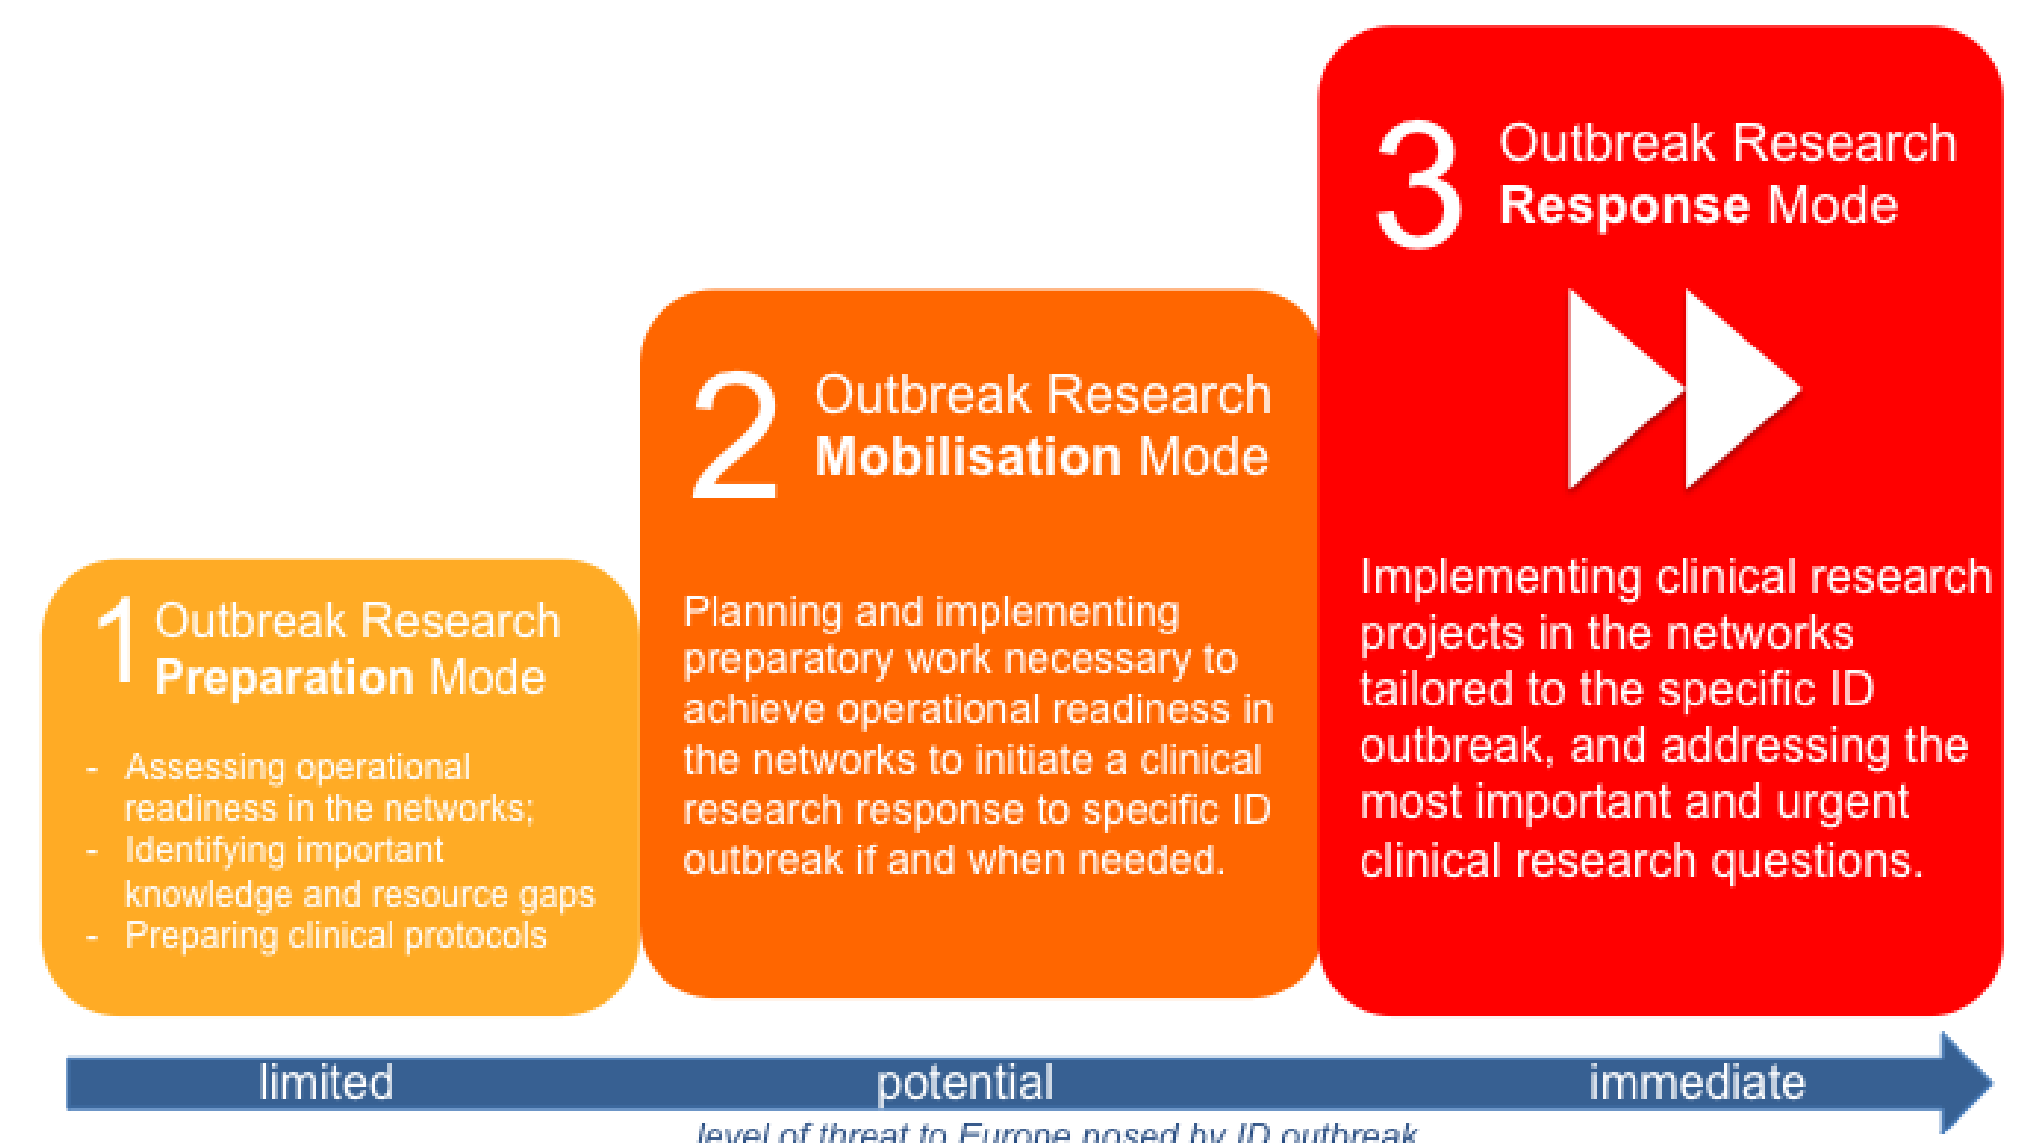 1 Outbreak Research
Preparation Mode
- Assessing operational
readiness in the networks;
- Identifying important
knowledge and resource gaps
- Preparing clinical protocols
2 Outbreak Research
Mobilisation Mode
Planning and implementing
preparatory work necessary to
achieve operational readiness in
the networks to initiate a clinical
research response to specific ID
outbreak if and when needed.
3 Outbreak Research
Response Mode
Implementing clinical research
projects in the networks
tailored to the specific ID
outbreak, and addressing the
most important and urgent
clinical research questions.
limited potential immediate
level of threat to Europe posed by ID outbreak